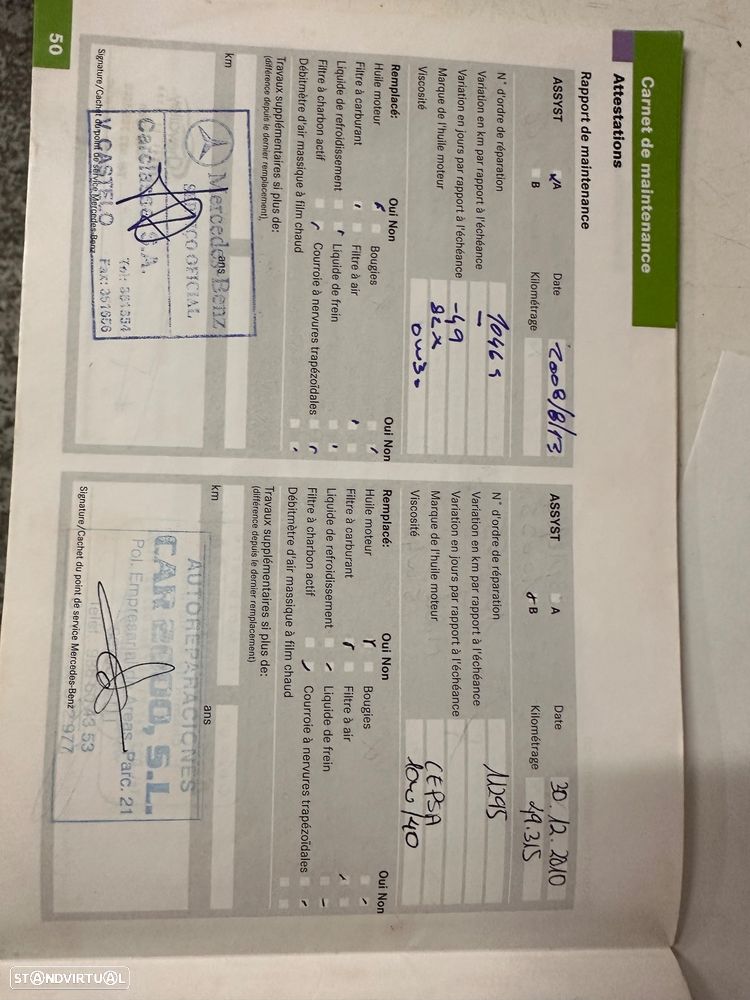 Carnet de maintenance
Attestations
Rapport de maintenance
ASSYST A Date 2008/8/13
B Kilométrage
N° d'ordre de réparation
Variation en km par rapport à l'échéance
Variation en jours par rapport à l'échéance -49
Marque de l'huile moteur
Viscosité 0W30
Remplacé: Oui Non Oui Non
Huile moteur Bougies
Filtre à carburant Filtre à air
Liquide de refroidissement Liquide de frein
Filtre à charbon actif Courroie à nervures trapézoïdales
Débitmètre d'air massique à film chaud
Travaux supplémentaires si plus de:
(différence depuis le dernier remplacement)
km ans
Mercedes-Benz
SERVICIO OFICIAL
S.A.
V. CASTELO
Signature/Cachet du point de service Mercedes-Benz
ASSYST A Date 30.12.2010
B Kilométrage 49.315
N° d'ordre de réparation 11295
Variation en km par rapport à l'échéance
Variation en jours par rapport à l'échéance
Marque de l'huile moteur CEPSA
Viscosité 10W/40
Remplacé: Oui Non Oui Non
Huile moteur Bougies
Filtre à carburant Filtre à air
Liquide de refroidissement Liquide de frein
Filtre à charbon actif Courroie à nervures trapézoïdales
Débitmètre d'air massique à film chaud
Travaux supplémentaires si plus de:
(différence depuis le dernier remplacement)
km ans
AUTOREPARACIONES
S.L.
Parc. 21
Signature/Cachet du point de service Mercedes-Benz
50
STANDVIRTUAL